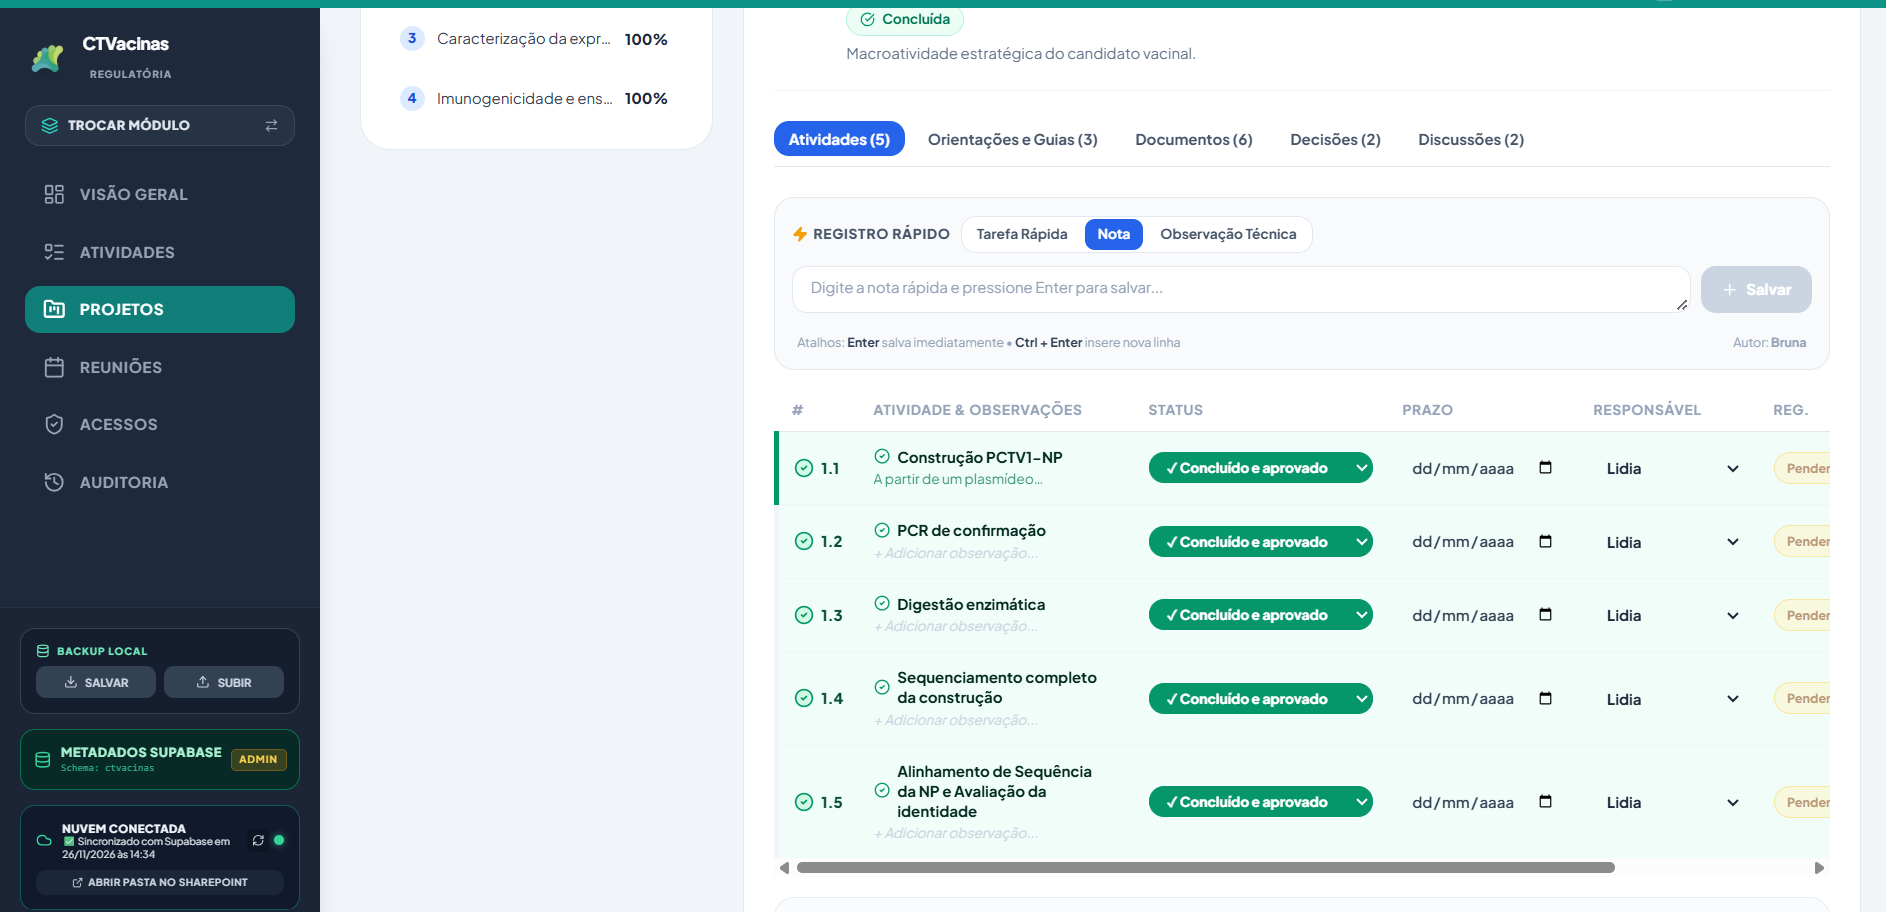 CTVacinas
REGULATÓRIA
TROCAR MÓDULO
VISÃO GERAL
ATIVIDADES
PROJETOS
REUNIÕES
ACESSOS
AUDITORIA
BACKUP LOCAL
SALVAR
SUBIR
METADADOS SUPABASE
Schema: ctvacinas
ADMIN
NUVEM CONECTADA
✅ Sincronizado com Supabase em
26/11/2026 às 14:34
ABRIR PASTA NO SHAREPOINT
3 Caracterização da expr... 100%
4 Imunogenicidade e ens... 100%
Concluída
Macroatividade estratégica do candidato vacinal.
Atividades (5) Orientações e Guias (3) Documentos (6) Decisões (2) Discussões (2)
⚡ REGISTRO RÁPIDO Tarefa Rápida Nota Observação Técnica
Digite a nota rápida e pressione Enter para salvar...
+ Salvar
Atalhos: Enter salva imediatamente • Ctrl + Enter insere nova linha
Autor: Bruna
# ATIVIDADE & OBSERVAÇÕES STATUS PRAZO RESPONSÁVEL REG.
1.1 Construção PCTV1-NP ✓ Concluído e aprovado dd/mm/aaaa Lidia Pender
A partir de um plasmídeo...
1.2 PCR de confirmação ✓ Concluído e aprovado dd/mm/aaaa Lidia Pender
+ Adicionar observação...
1.3 Digestão enzimática ✓ Concluído e aprovado dd/mm/aaaa Lidia Pender
+ Adicionar observação...
1.4 Sequenciamento completo ✓ Concluído e aprovado dd/mm/aaaa Lidia Pender
da construção
+ Adicionar observação...
1.5 Alinhamento de Sequência ✓ Concluído e aprovado dd/mm/aaaa Lidia Pender
da NP e Avaliação da
identidade
+ Adicionar observação...